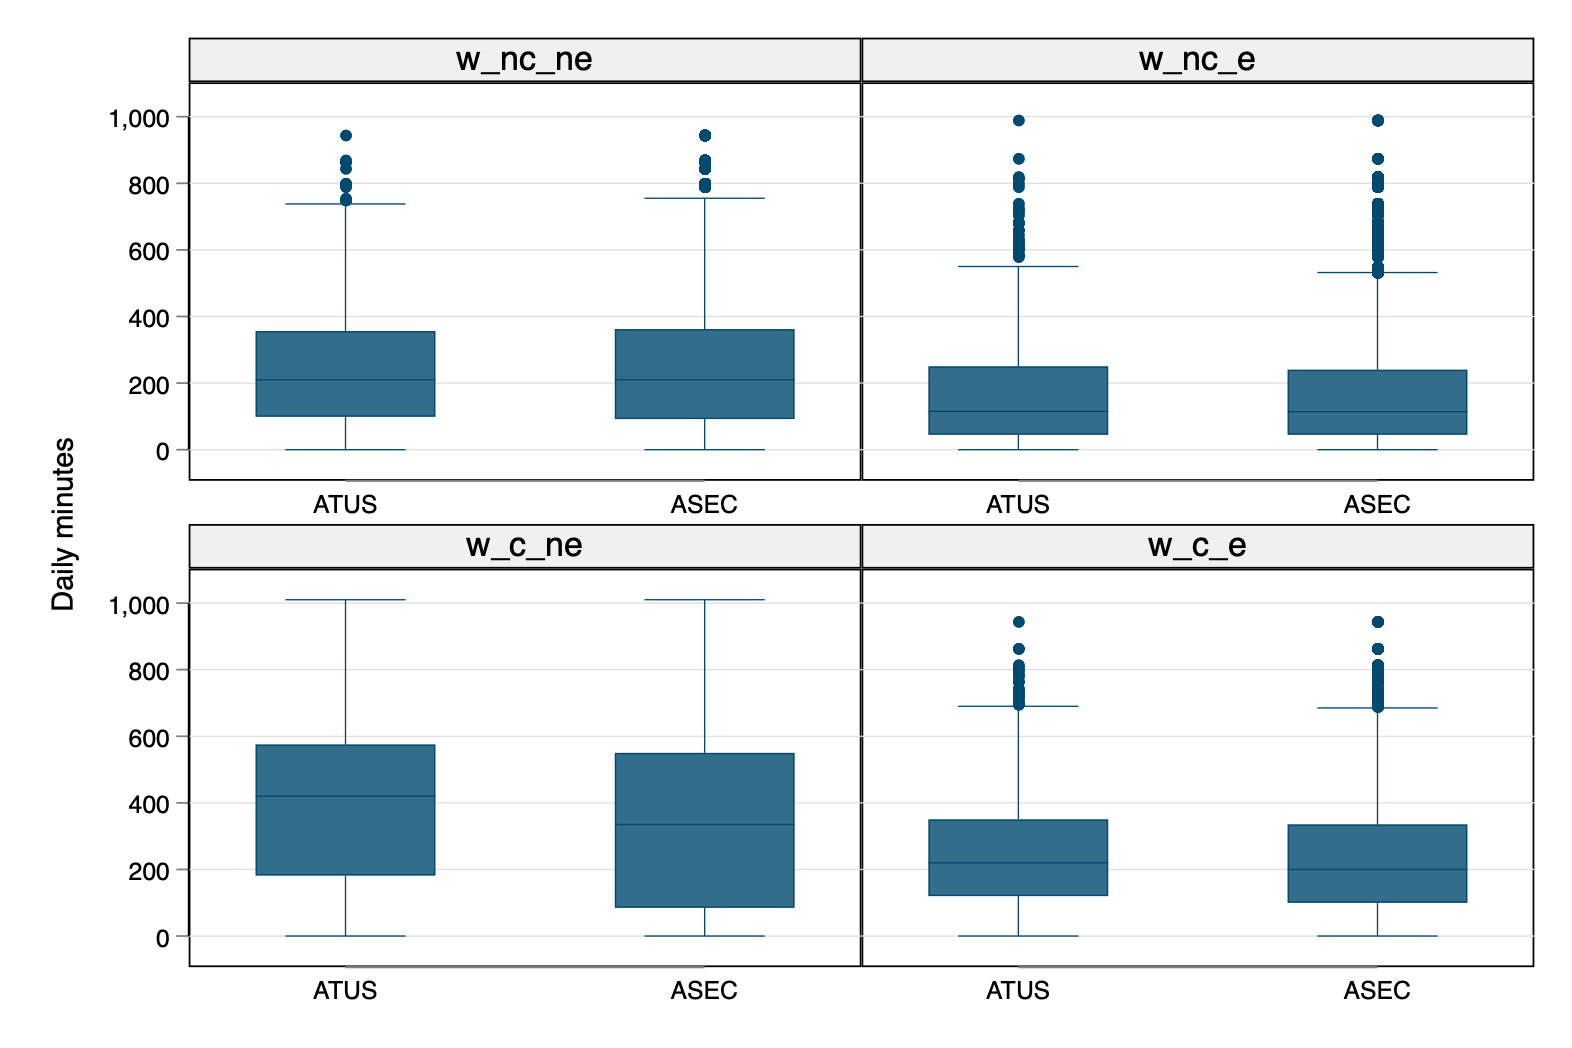 Daily minutes
w_nc_ne
w_nc_e
1,000
800
600
400
200
0
ATUS
ASEC
ATUS
ASEC
w_c_ne
w_c_e
1,000
800
600
400
200
0
ATUS
ASEC
ATUS
ASEC